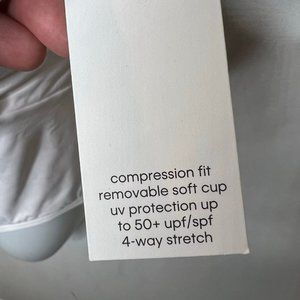 compression fit
removable soft cup
uv protection up
to 50+ upf/spf
4-way stretch